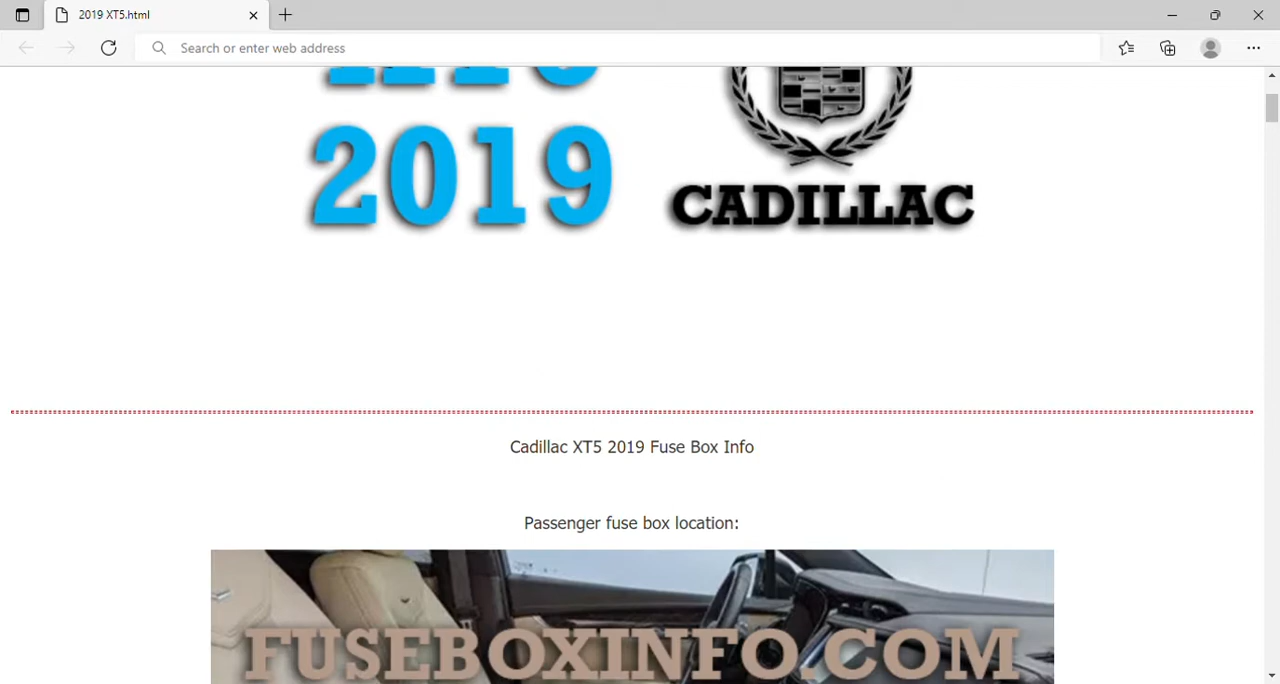 2019 XT5.html
Search or enter web address
2019
CADILLAC
Cadillac XT5 2019 Fuse Box Info
Passenger fuse box location:
FUSEBOXINFO.COM